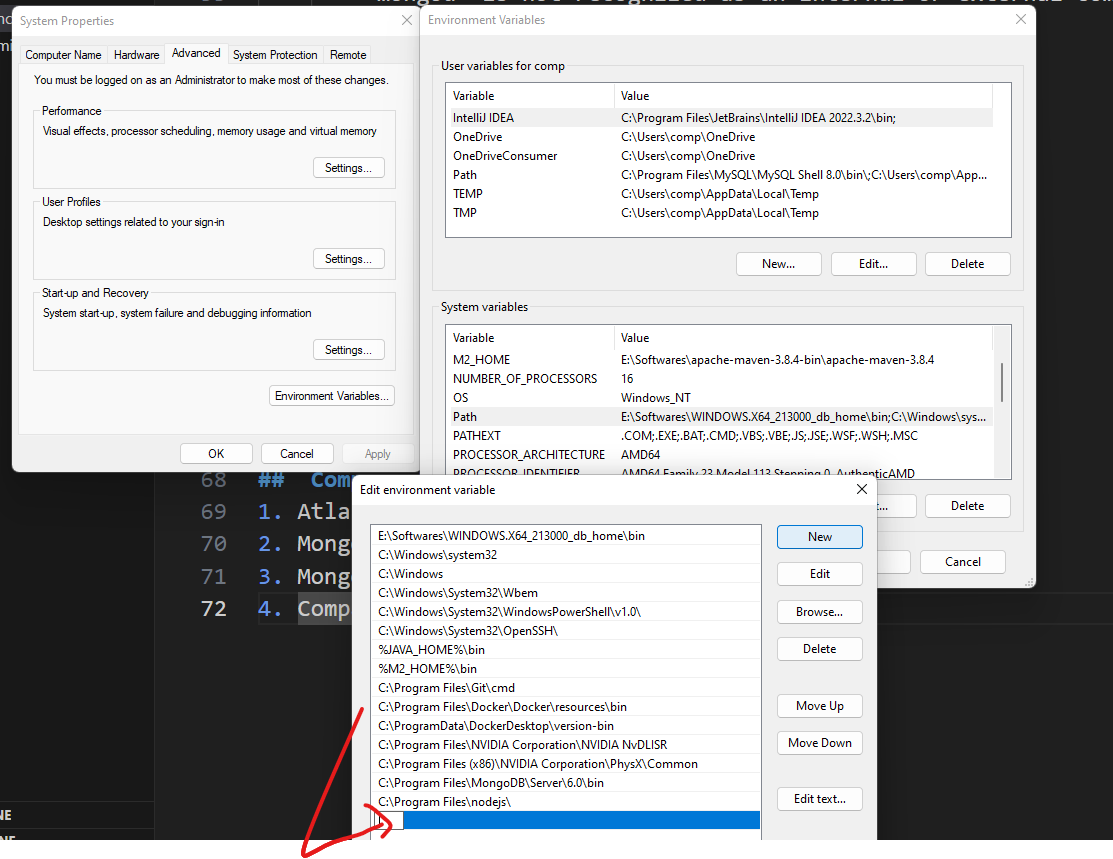 mongod' is not recognized as an internal or external com
System Properties
Computer Name Hardware Advanced System Protection Remote
You must be logged on as an Administrator to make most of these changes.
Performance
Visual effects, processor scheduling, memory usage and virtual memory
Settings...
User Profiles
Desktop settings related to your sign-in
Settings...
Start-up and Recovery
System start-up, system failure and debugging information
Settings...
Environment Variables...
OK Cancel Apply
Environment Variables
User variables for comp
Variable Value
IntelliJ IDEA C:\Program Files\JetBrains\IntelliJ IDEA 2022.3.2\bin;
OneDrive C:\Users\comp\OneDrive
OneDriveConsumer C:\Users\comp\OneDrive
Path C:\Program Files\MySQL\MySQL Shell 8.0\bin\;C:\Users\comp\App...
TEMP C:\Users\comp\AppData\Local\Temp
TMP C:\Users\comp\AppData\Local\Temp
New... Edit... Delete
System variables
Variable Value
M2_HOME E:\Softwares\apache-maven-3.8.4-bin\apache-maven-3.8.4
NUMBER_OF_PROCESSORS 16
OS Windows_NT
Path E:\Softwares\WINDOWS.X64_213000_db_home\bin;C:\Windows\sys...
PATHEXT .COM;.EXE;.BAT;.CMD;.VBS;.VBE;.JS;.JSE;.WSF;.WSH;.MSC
PROCESSOR_ARCHITECTURE AMD64
PROCESSOR_IDENTIFIER AMD64 Family 23 Model 113 Stepping 0, AuthenticAMD
Delete
Cancel
68 ## Com
69 1. Atla
70 2. Mong
71 3. Mong
72 4. Comp
Edit environment variable
E:\Softwares\WINDOWS.X64_213000_db_home\bin
C:\Windows\system32
C:\Windows
C:\Windows\System32\Wbem
C:\Windows\System32\WindowsPowerShell\v1.0\
C:\Windows\System32\OpenSSH\
%JAVA_HOME%\bin
%M2_HOME%\bin
C:\Program Files\Git\cmd
C:\Program Files\Docker\Docker\resources\bin
C:\ProgramData\DockerDesktop\version-bin
C:\Program Files\NVIDIA Corporation\NVIDIA NvDLISR
C:\Program Files (x86)\NVIDIA Corporation\PhysX\Common
C:\Program Files\MongoDB\Server\6.0\bin
C:\Program Files\nodejs\
New
Edit
Browse...
Delete
Move Up
Move Down
Edit text...
NE